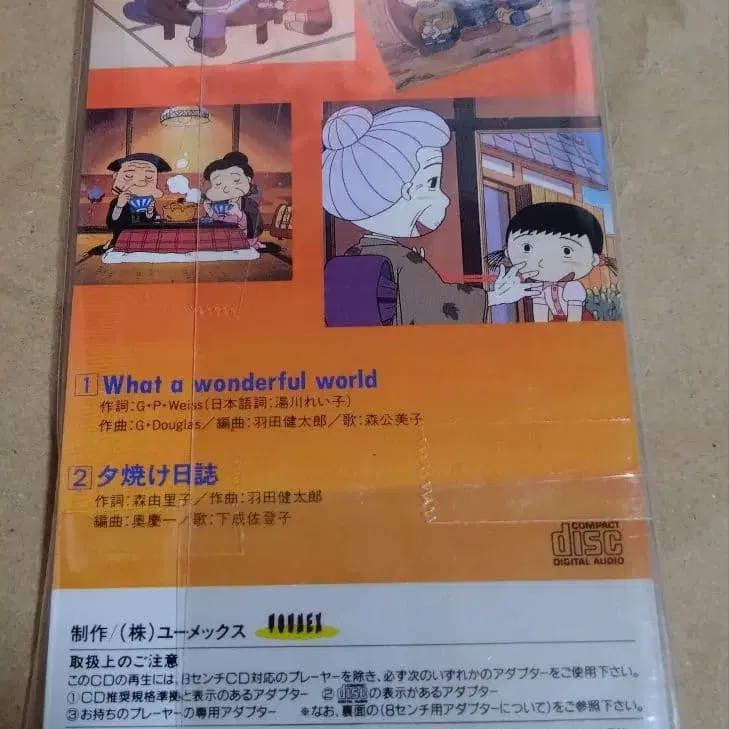 1 What a wonderful world
作詞:G・P・Weiss(日本語詞:湯川れい子)
作曲:G・Douglas/編曲:羽田健太郎/歌:森公美子
2 夕焼け日誌
作詞:森由里子/作曲:羽田健太郎
編曲:奥慶一/歌:下成佐登子
COMPACT
disc
DIGITAL AUDIO
制作/(株)ユーメックス YOUMEX
取扱上のご注意
このCDの再生には、8センチCD対応のプレーヤーを除き、必ず次のいずれかのアダプターをご使用下さい。
①CD推奨規格準拠と表示のあるアダプター ②discの表示があるアダプター
③お持ちのプレーヤーの専用アダプター ※なお、裏面の(8センチ用アダプターについて)をご参照下さい。